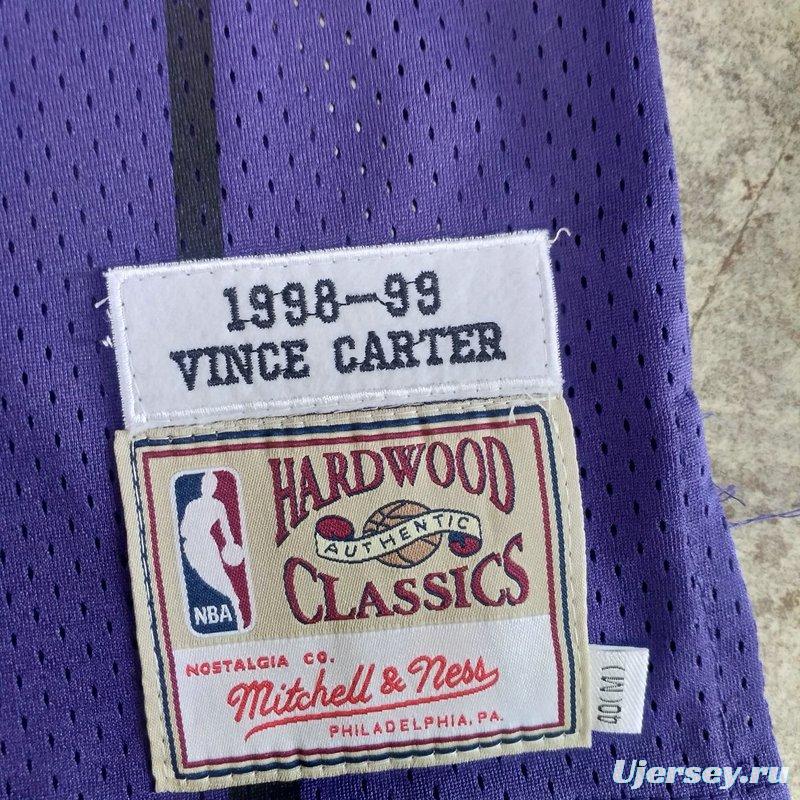 1998-99
VINCE CARTER
HARDWOOD
AUTHENTIC
CLASSICS
NBA
NOSTALGIA CO.
Mitchell & Ness
PHILADELPHIA, PA.
40(M)
Ujersey.ru